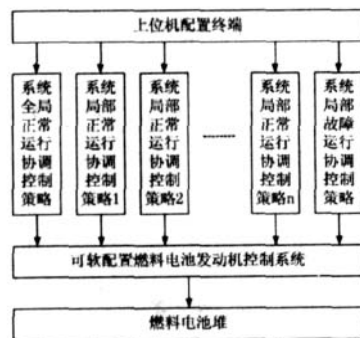 上位机配置终端
系统
全局
正常
运行
协调
控制
策略
系统
局部
正常
运行
协调
控制
策略1
系统
局部
正常
运行
协调
控制
策略2
系统
局部
正常
运行
协调
控制
策略n
系统
局部
故障
运行
协调
控制
策略
可软配置燃料电池发动机控制系统
燃料电池堆